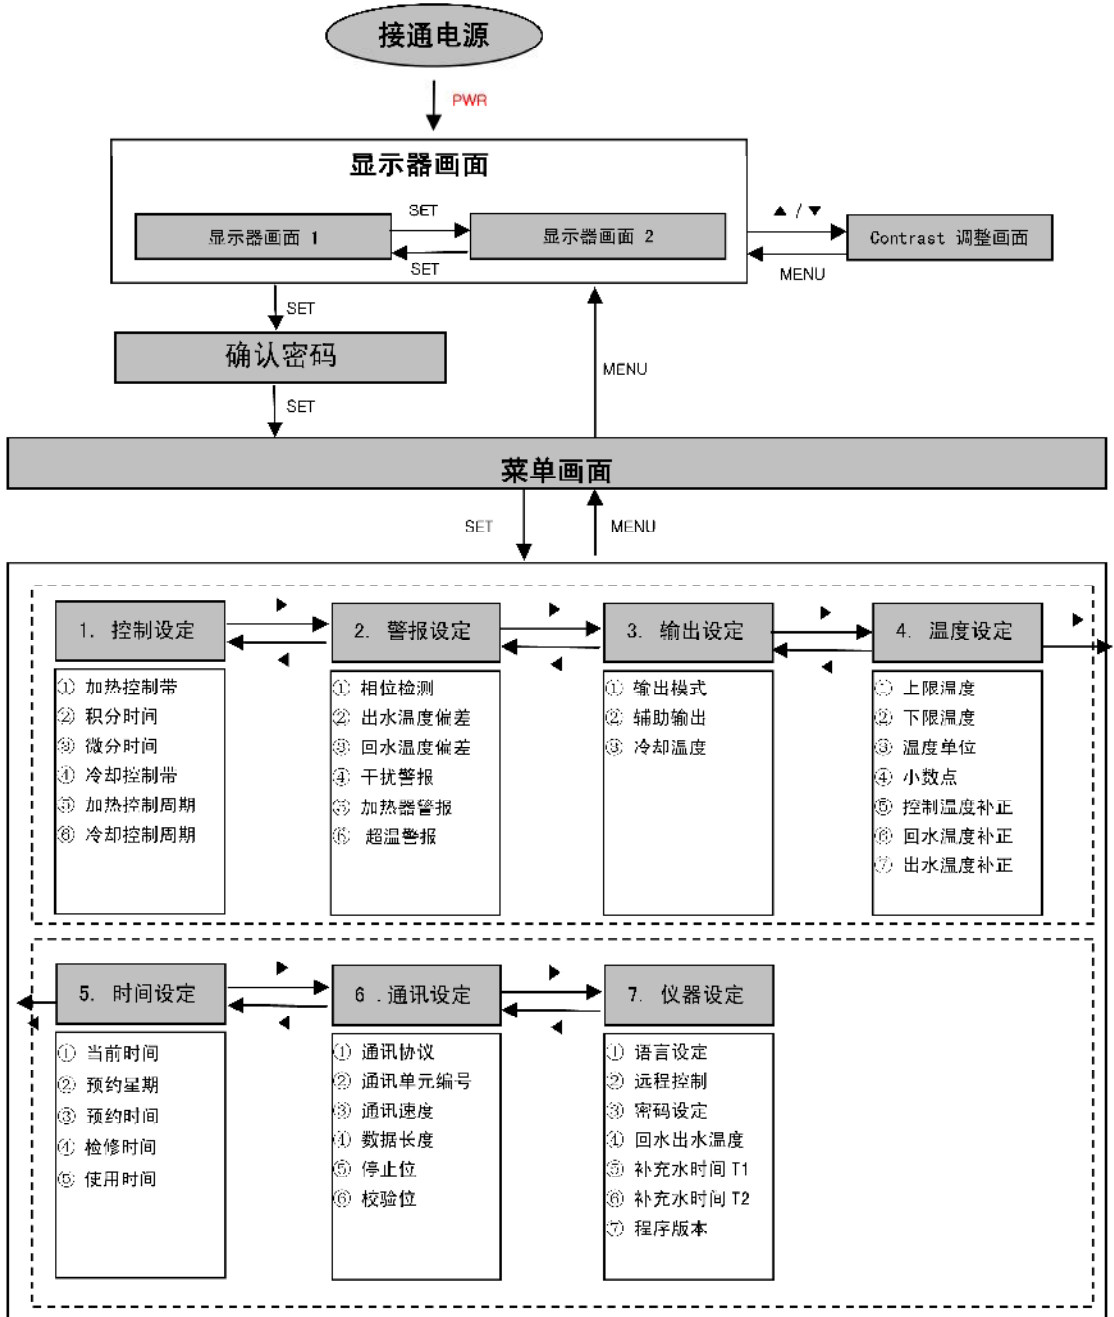 接通电源
PWR
显示器画面
显示器画面 1
SET
SET
显示器画面 2
▲ / ▼
MENU
Contrast 调整画面
SET
确认密码
SET
MENU
菜单画面
SET
MENU
1. 控制设定
① 加热控制带
② 积分时间
③ 微分时间
④ 冷却控制带
⑤ 加热控制周期
⑥ 冷却控制周期
2. 警报设定
① 相位检测
② 出水温度偏差
③ 回水温度偏差
④ 干扰警报
⑤ 加热器警报
⑥ 超温警报
3. 输出设定
① 输出模式
② 辅助输出
③ 冷却温度
4. 温度设定
① 上限温度
② 下限温度
③ 温度单位
④ 小数点
⑤ 控制温度补正
⑥ 回水温度补正
⑦ 出水温度补正
5. 时间设定
① 当前时间
② 预约星期
③ 预约时间
④ 检修时间
⑤ 使用时间
6 . 通讯设定
① 通讯协议
② 通讯单元编号
③ 通讯速度
④ 数据长度
⑤ 停止位
⑥ 校验位
7. 仪器设定
① 语言设定
② 远程控制
③ 密码设定
④ 回水出水温度
⑤ 补充水时间 T1
⑥ 补充水时间 T2
⑦ 程序版本